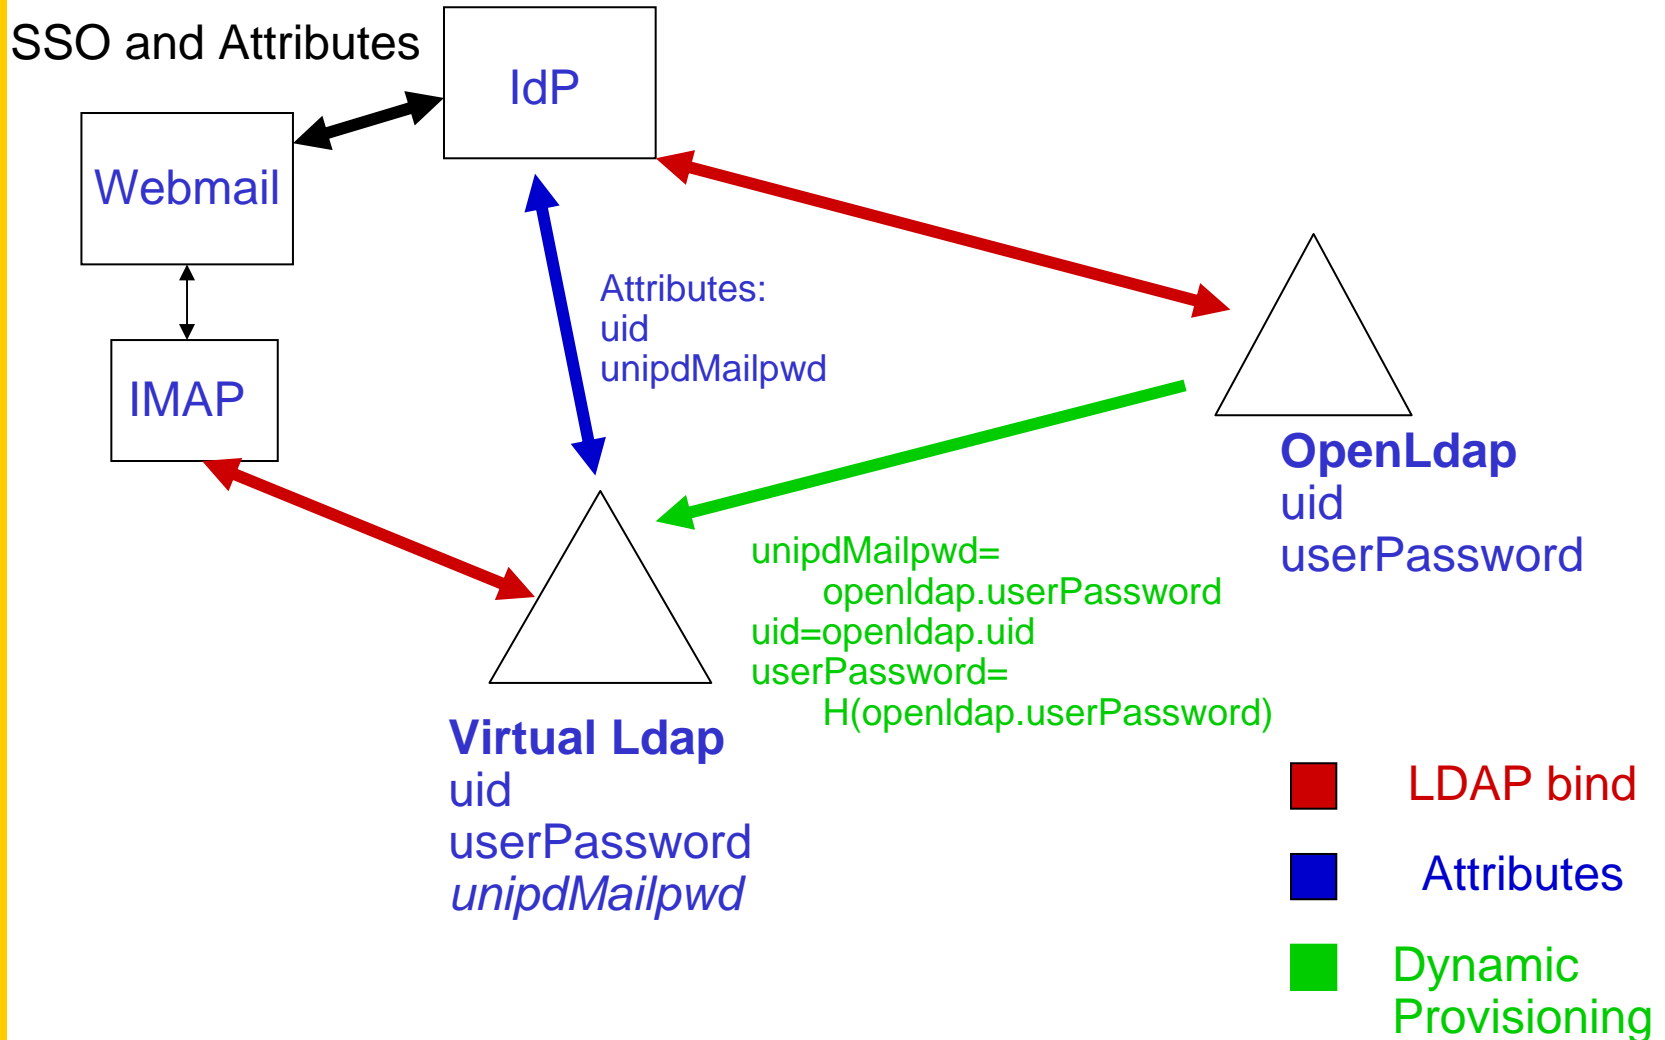 SSO and Attributes
IdP
Webmail
IMAP
Attributes:
uid
unipdMailpwd
OpenLdap
uid
userPassword
unipdMailpwd=
openldap.userPassword
uid=openldap.uid
userPassword=
H(openldap.userPassword)
Virtual Ldap
uid
userPassword
unipdMailpwd
LDAP bind
Attributes
Dynamic
Provisioning